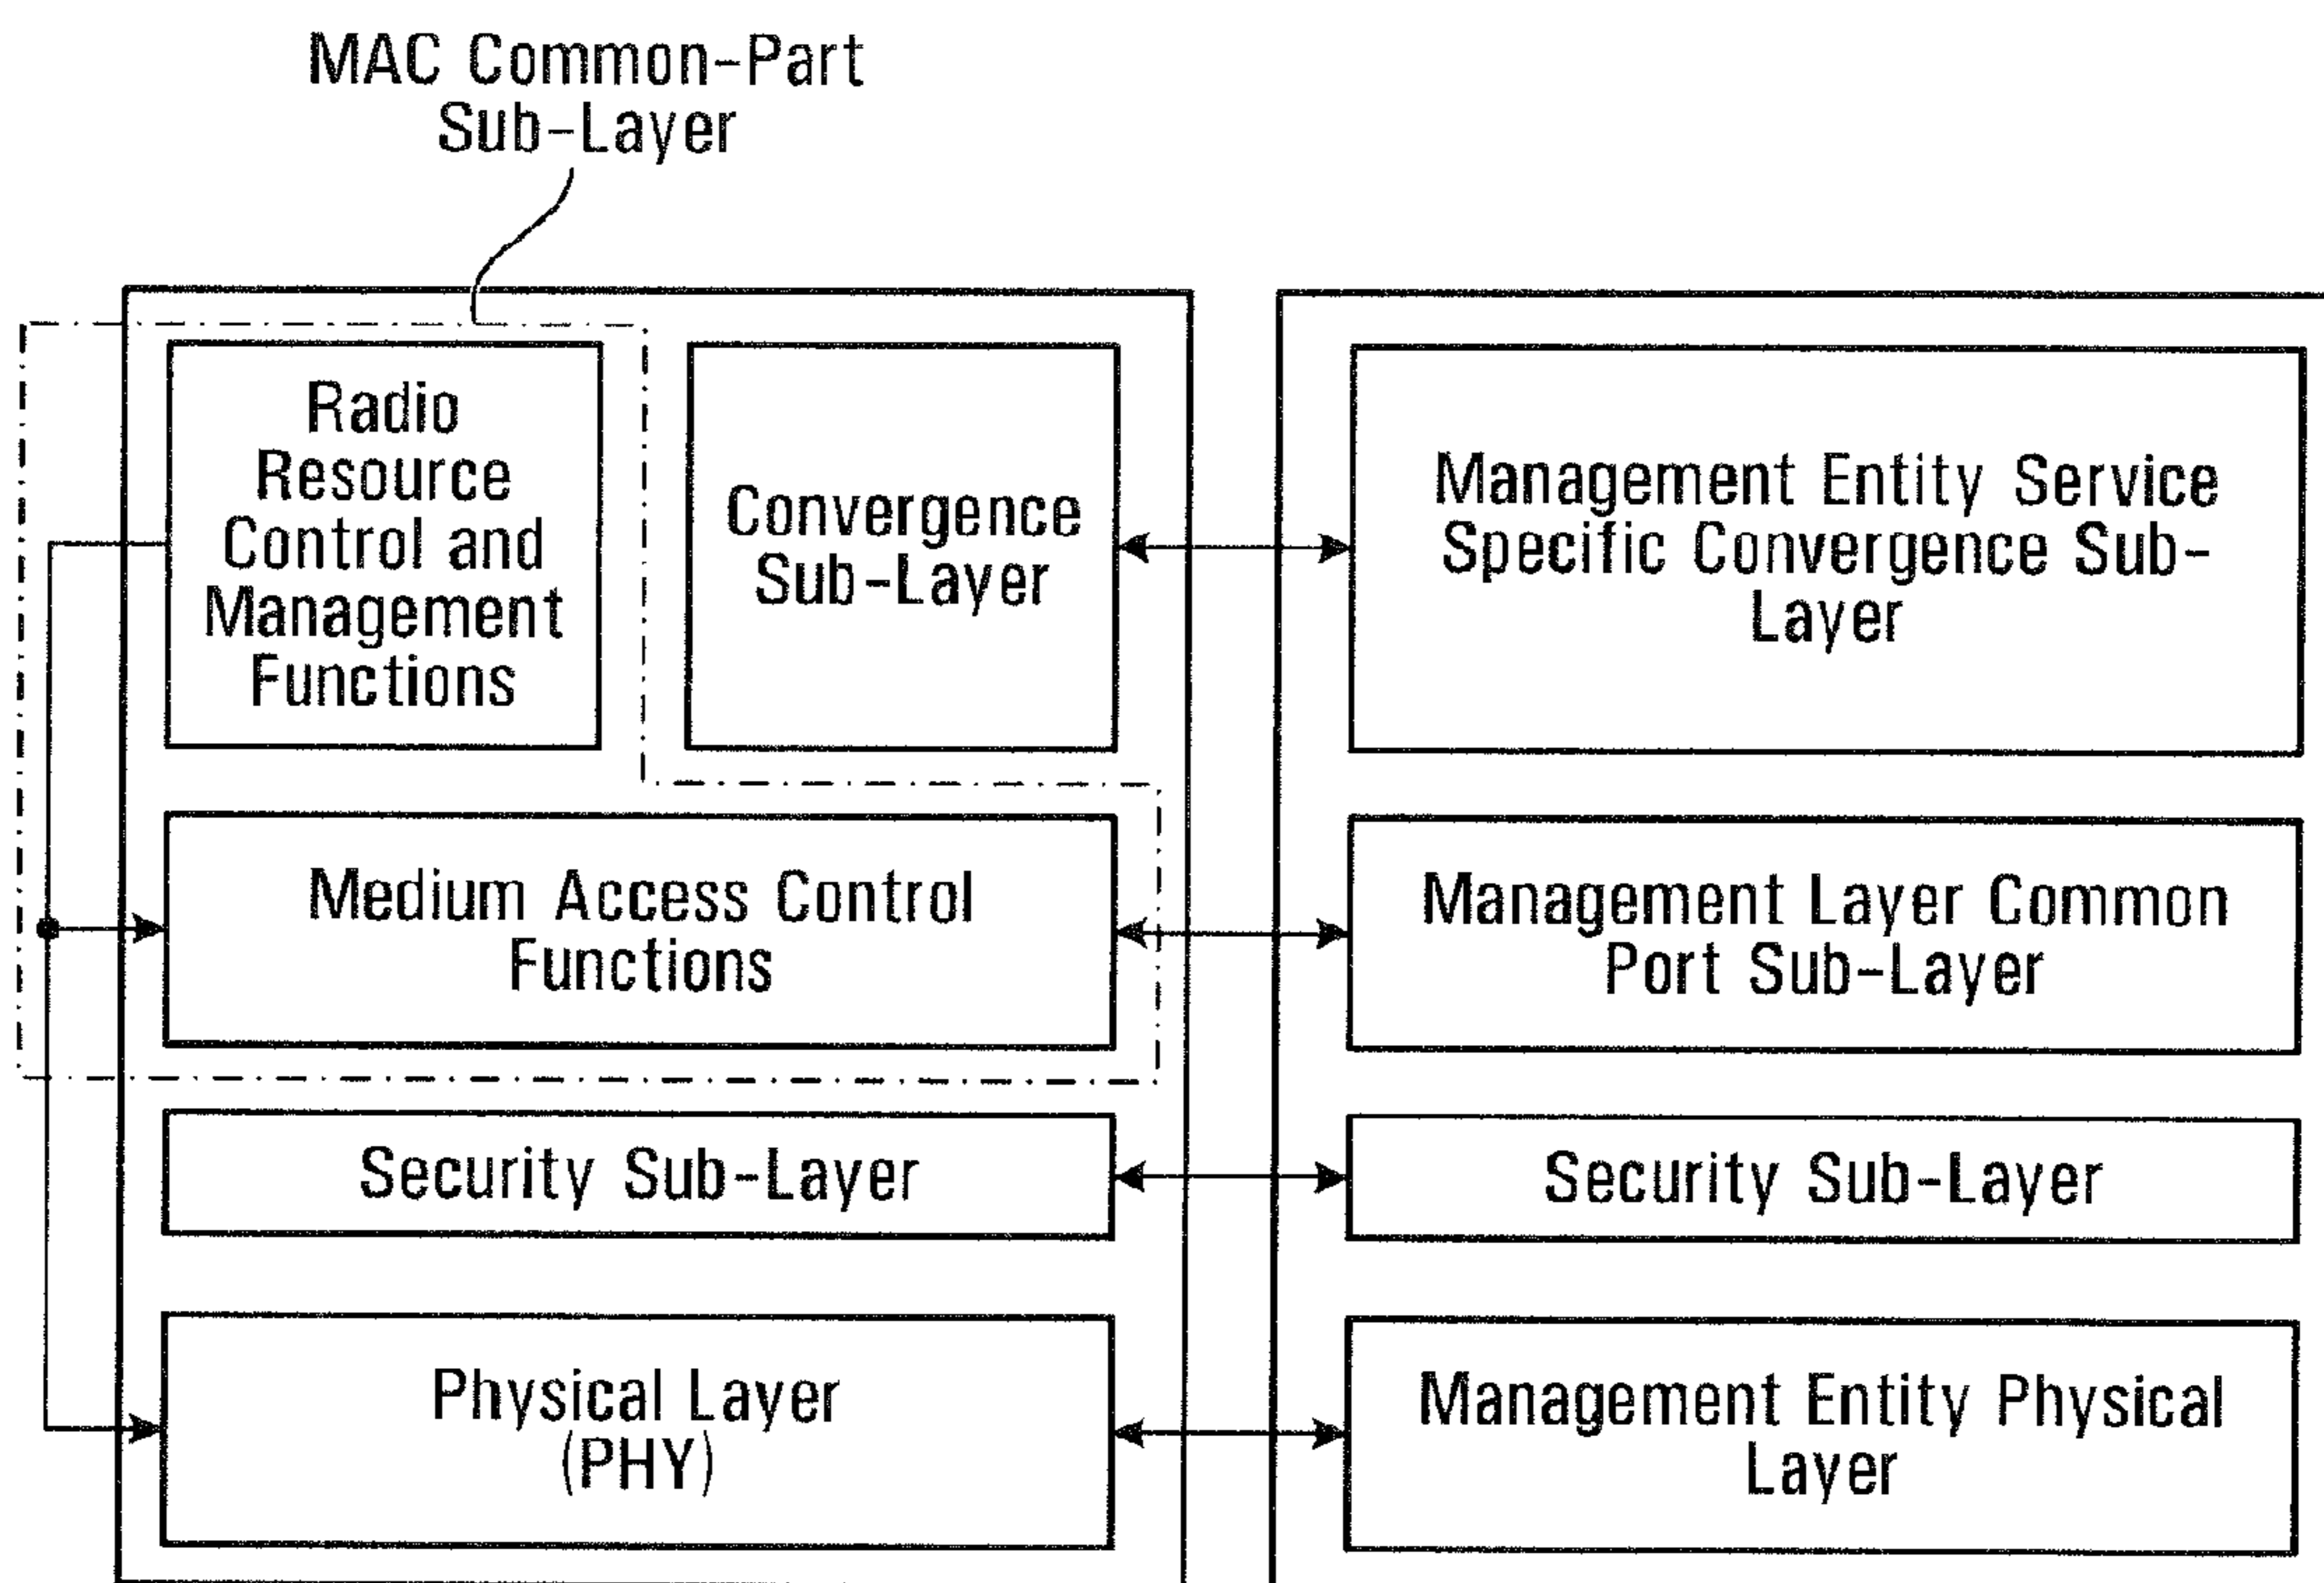 MAC Common-Part
Sub-Layer
Radio
Resource
Control and
Management
Functions
Convergence
Sub-Layer
Management Entity Service
Specific Convergence Sub-
Layer
Medium Access Control
Functions
Management Layer Common
Port Sub-Layer
Security Sub-Layer
Security Sub-Layer
Physical Layer
(PHY)
Management Entity Physical
Layer